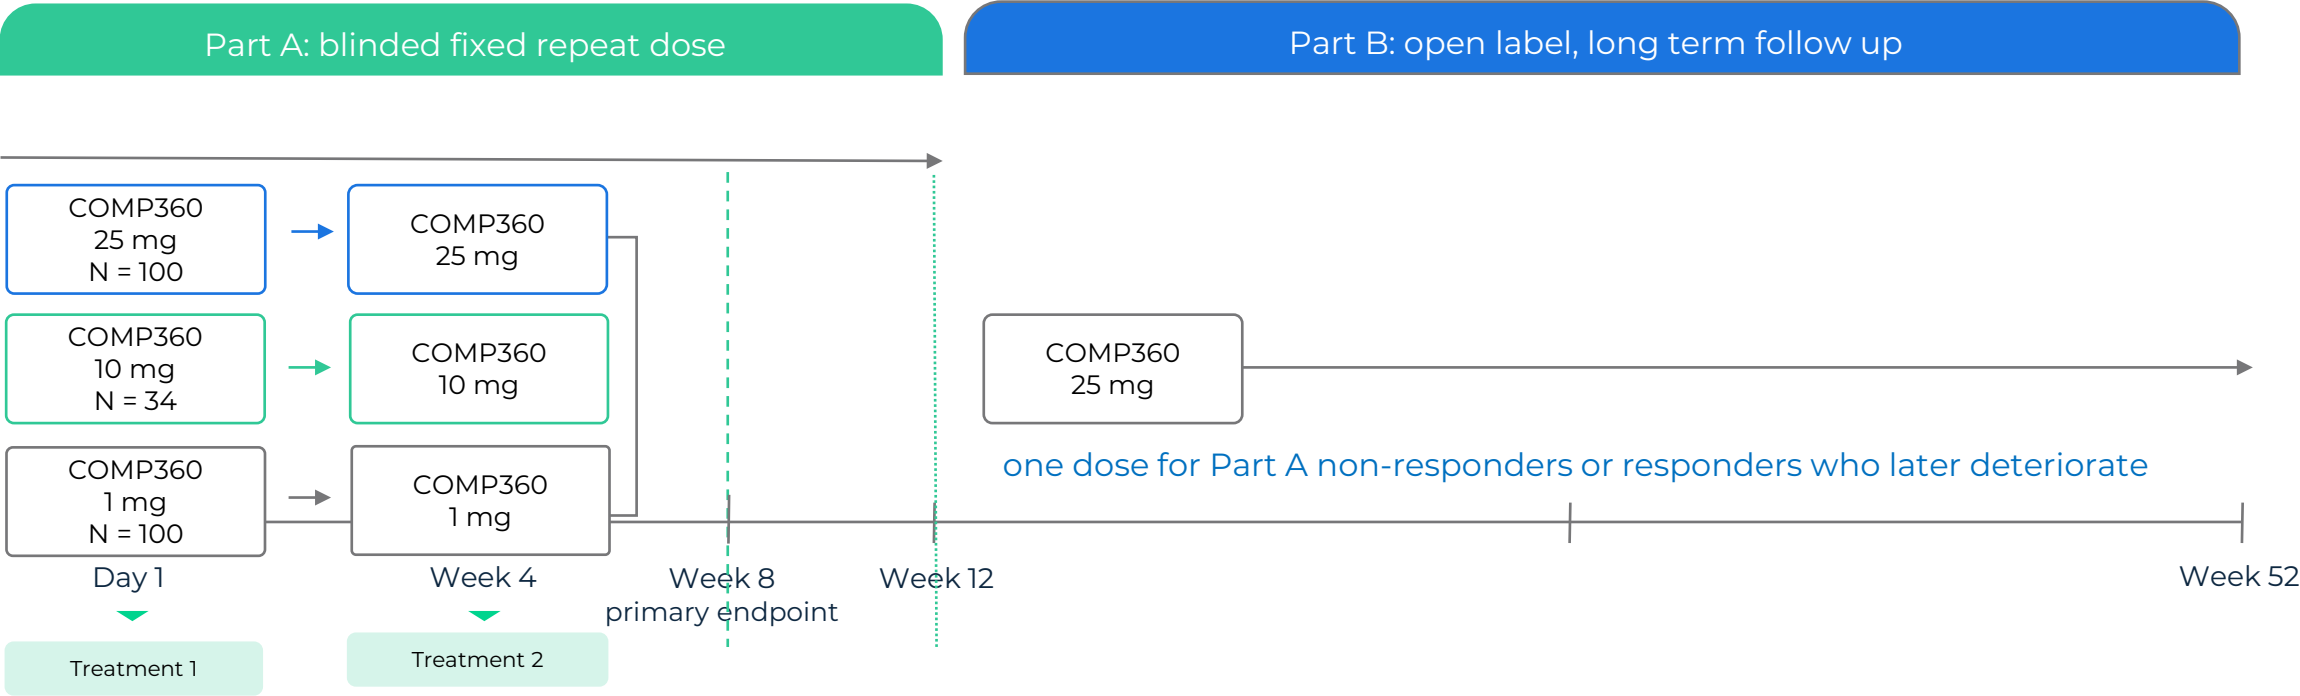 Part A: blinded fixed repeat dose
Part B: open label, long term follow up
COMP360
25 mg
N = 100
COMP360
25 mg
COMP360
10 mg
N = 34
COMP360
10 mg
COMP360
25 mg
COMP360
1 mg
N = 100
COMP360
1 mg
one dose for Part A non-responders or responders who later deteriorate
Day 1
Week 4
Week 8
primary endpoint
Week 12
Week 52
Treatment 1
Treatment 2